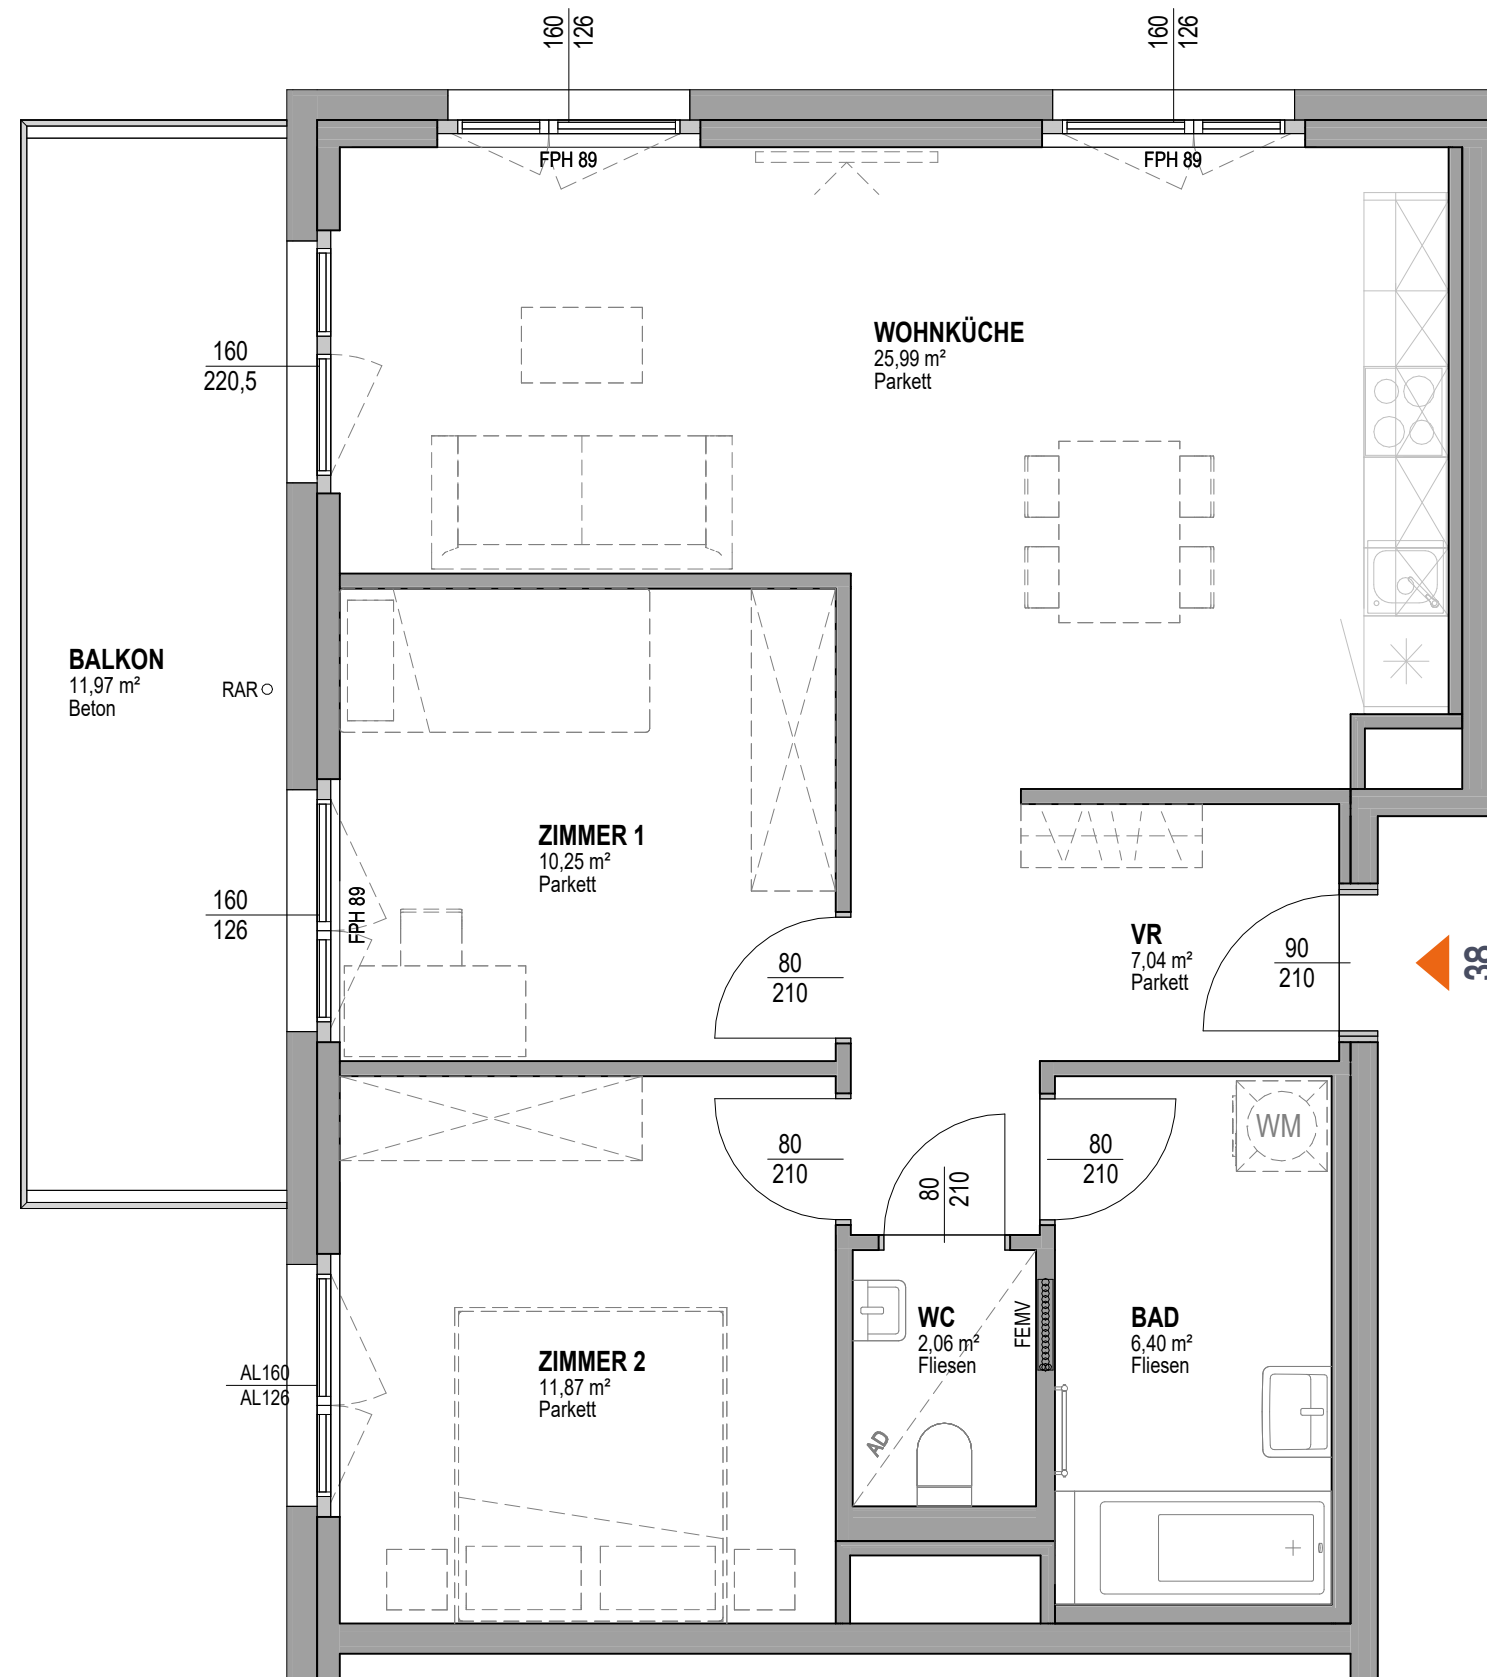 160
126
160
126
FPH 89
FPH 89
WOHNKÜCHE
25,99 m²
Parkett
160
220,5
BALKON
11,97 m²
Beton
RAR
ZIMMER 1
10,25 m²
Parkett
160
126
FPH 89
80
210
VR
7,04 m²
Parkett
90
210
38
80
210
80
210
80
210
WM
ZIMMER 2
11,87 m²
Parkett
AL160
AL126
WC
2,06 m²
Fliesen
FEMV
AD
BAD
6,40 m²
Fliesen